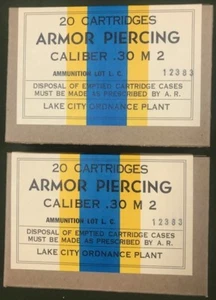 20 CARTRIDGES
ARMOR PIERCING
CALIBER .30 M 2
AMMUNITION LOT L. C. 12383
DISPOSAL OF EMPTIED CARTRIDGE CASES
MUST BE MADE AS PRESCRIBED BY A. R.
LAKE CITY ORDNANCE PLANT
20 CARTRIDGES
ARMOR PIERCING
CALIBER .30 M 2
AMMUNITION LOT L. C. 12383
DISPOSAL OF EMPTIED CARTRIDGE CASES
MUST BE MADE AS PRESCRIBED BY A. R.
LAKE CITY ORDNANCE PLANT